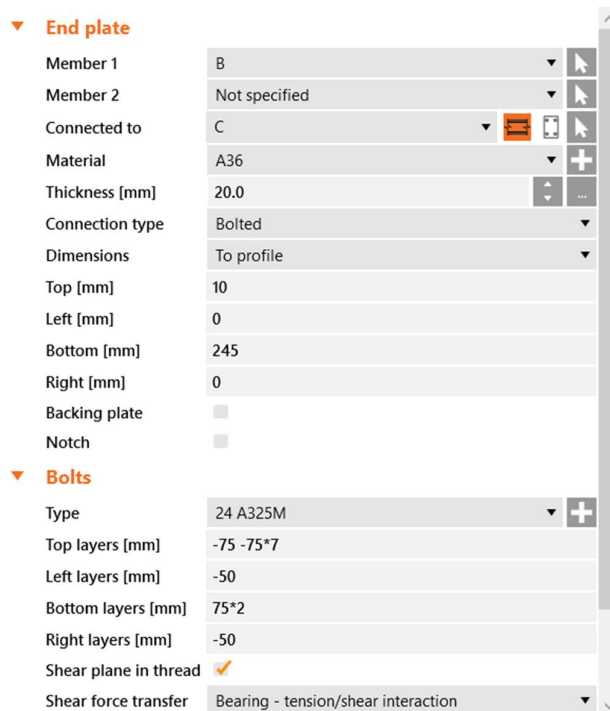 End plate
Member 1 B
Member 2 Not specified
Connected to C
Material A36
Thickness [mm] 20.0 ...
Connection type Bolted
Dimensions To profile
Top [mm] 10
Left [mm] 0
Bottom [mm] 245
Right [mm] 0
Backing plate
Notch
Bolts
Type 24 A325M
Top layers [mm] -75 -75*7
Left layers [mm] -50
Bottom layers [mm] 75*2
Right layers [mm] -50
Shear plane in thread
Shear force transfer Bearing - tension/shear interaction